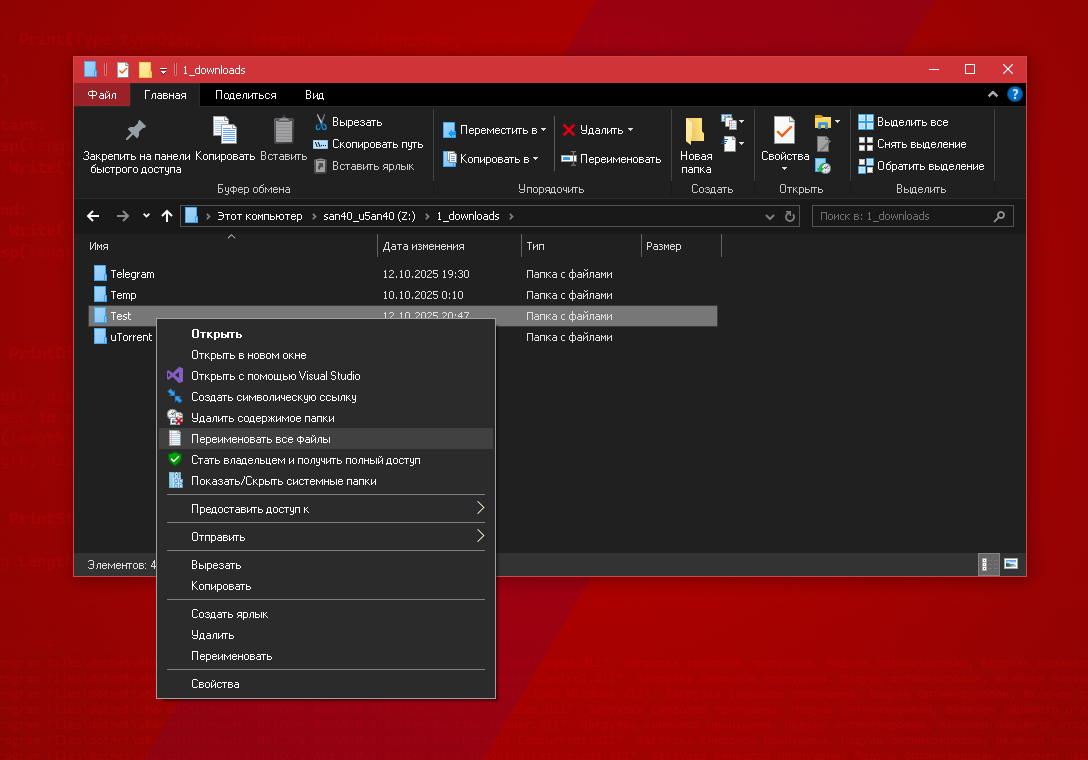 1_downloads
Файл Главная Поделиться Вид
Закрепить на панели быстрого доступа
Копировать
Вставить
Вырезать
Скопировать путь
Вставить ярлык
Буфер обмена
Переместить в
Копировать в
Удалить
Переименовать
Упорядочить
Новая папка
Создать
Свойства
Открыть
Выделить все
Снять выделение
Обратить выделение
Выделить
Этот компьютер san40_u5an40 (Z:) 1_downloads
Поиск в: 1_downloads
Имя Дата изменения Тип Размер
Telegram 12.10.2025 19:30 Папка с файлами
Temp 10.10.2025 0:10 Папка с файлами
Test 12.10.2025 20:47 Папка с файлами
uTorrent Папка с файлами
Открыть
Открыть в новом окне
Открыть с помощью Visual Studio
Создать символическую ссылку
Удалить содержимое папки
Переименовать все файлы
Стать владельцем и получить полный доступ
Показать/Скрыть системные папки
Предоставить доступ к
Отправить
Вырезать
Копировать
Создать ярлык
Удалить
Переименовать
Свойства
Элементов: 4